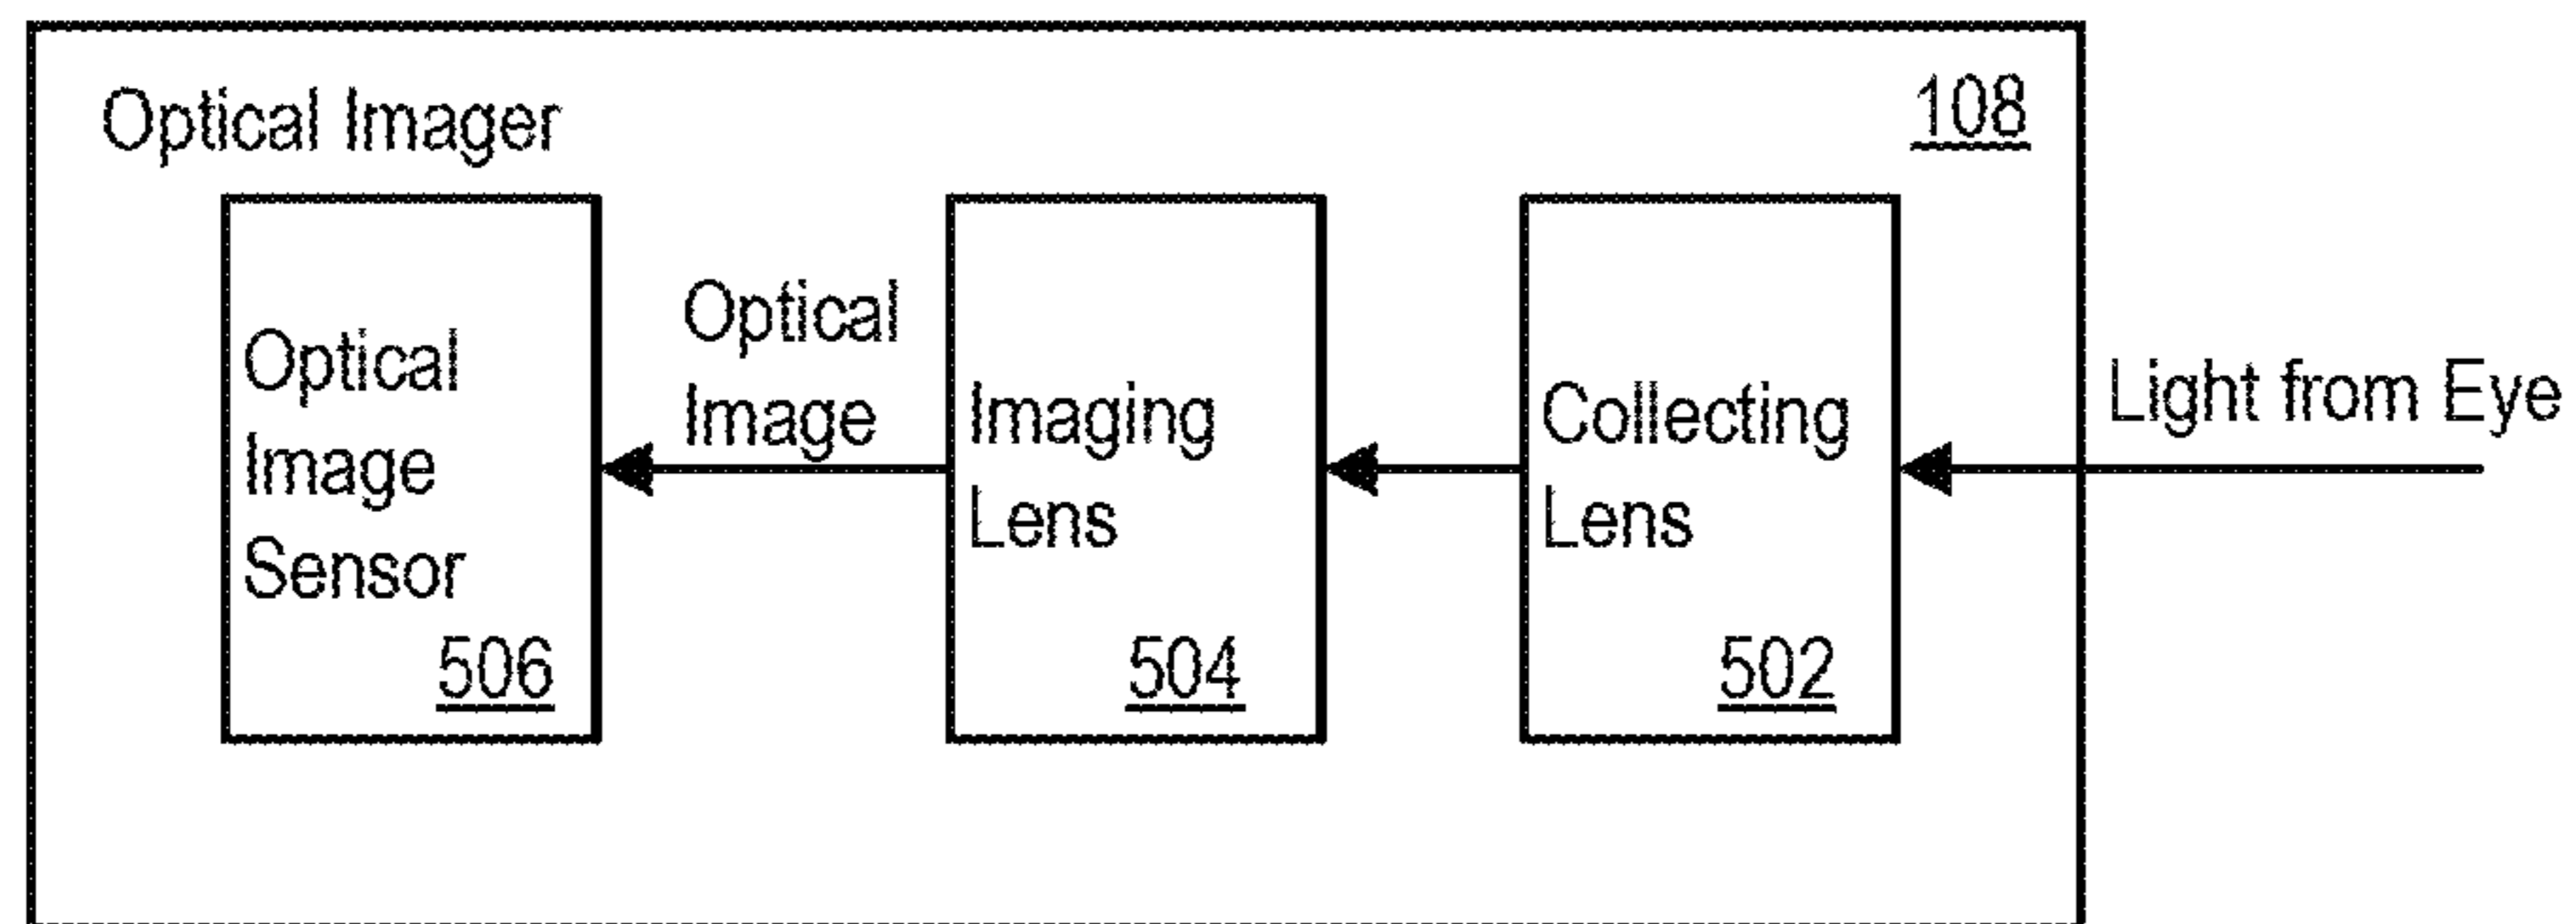 Optical Imager
108
Optical
Image
Sensor
506
Optical
Image
Imaging
Lens
504
Collecting
Lens
502
Light from Eye